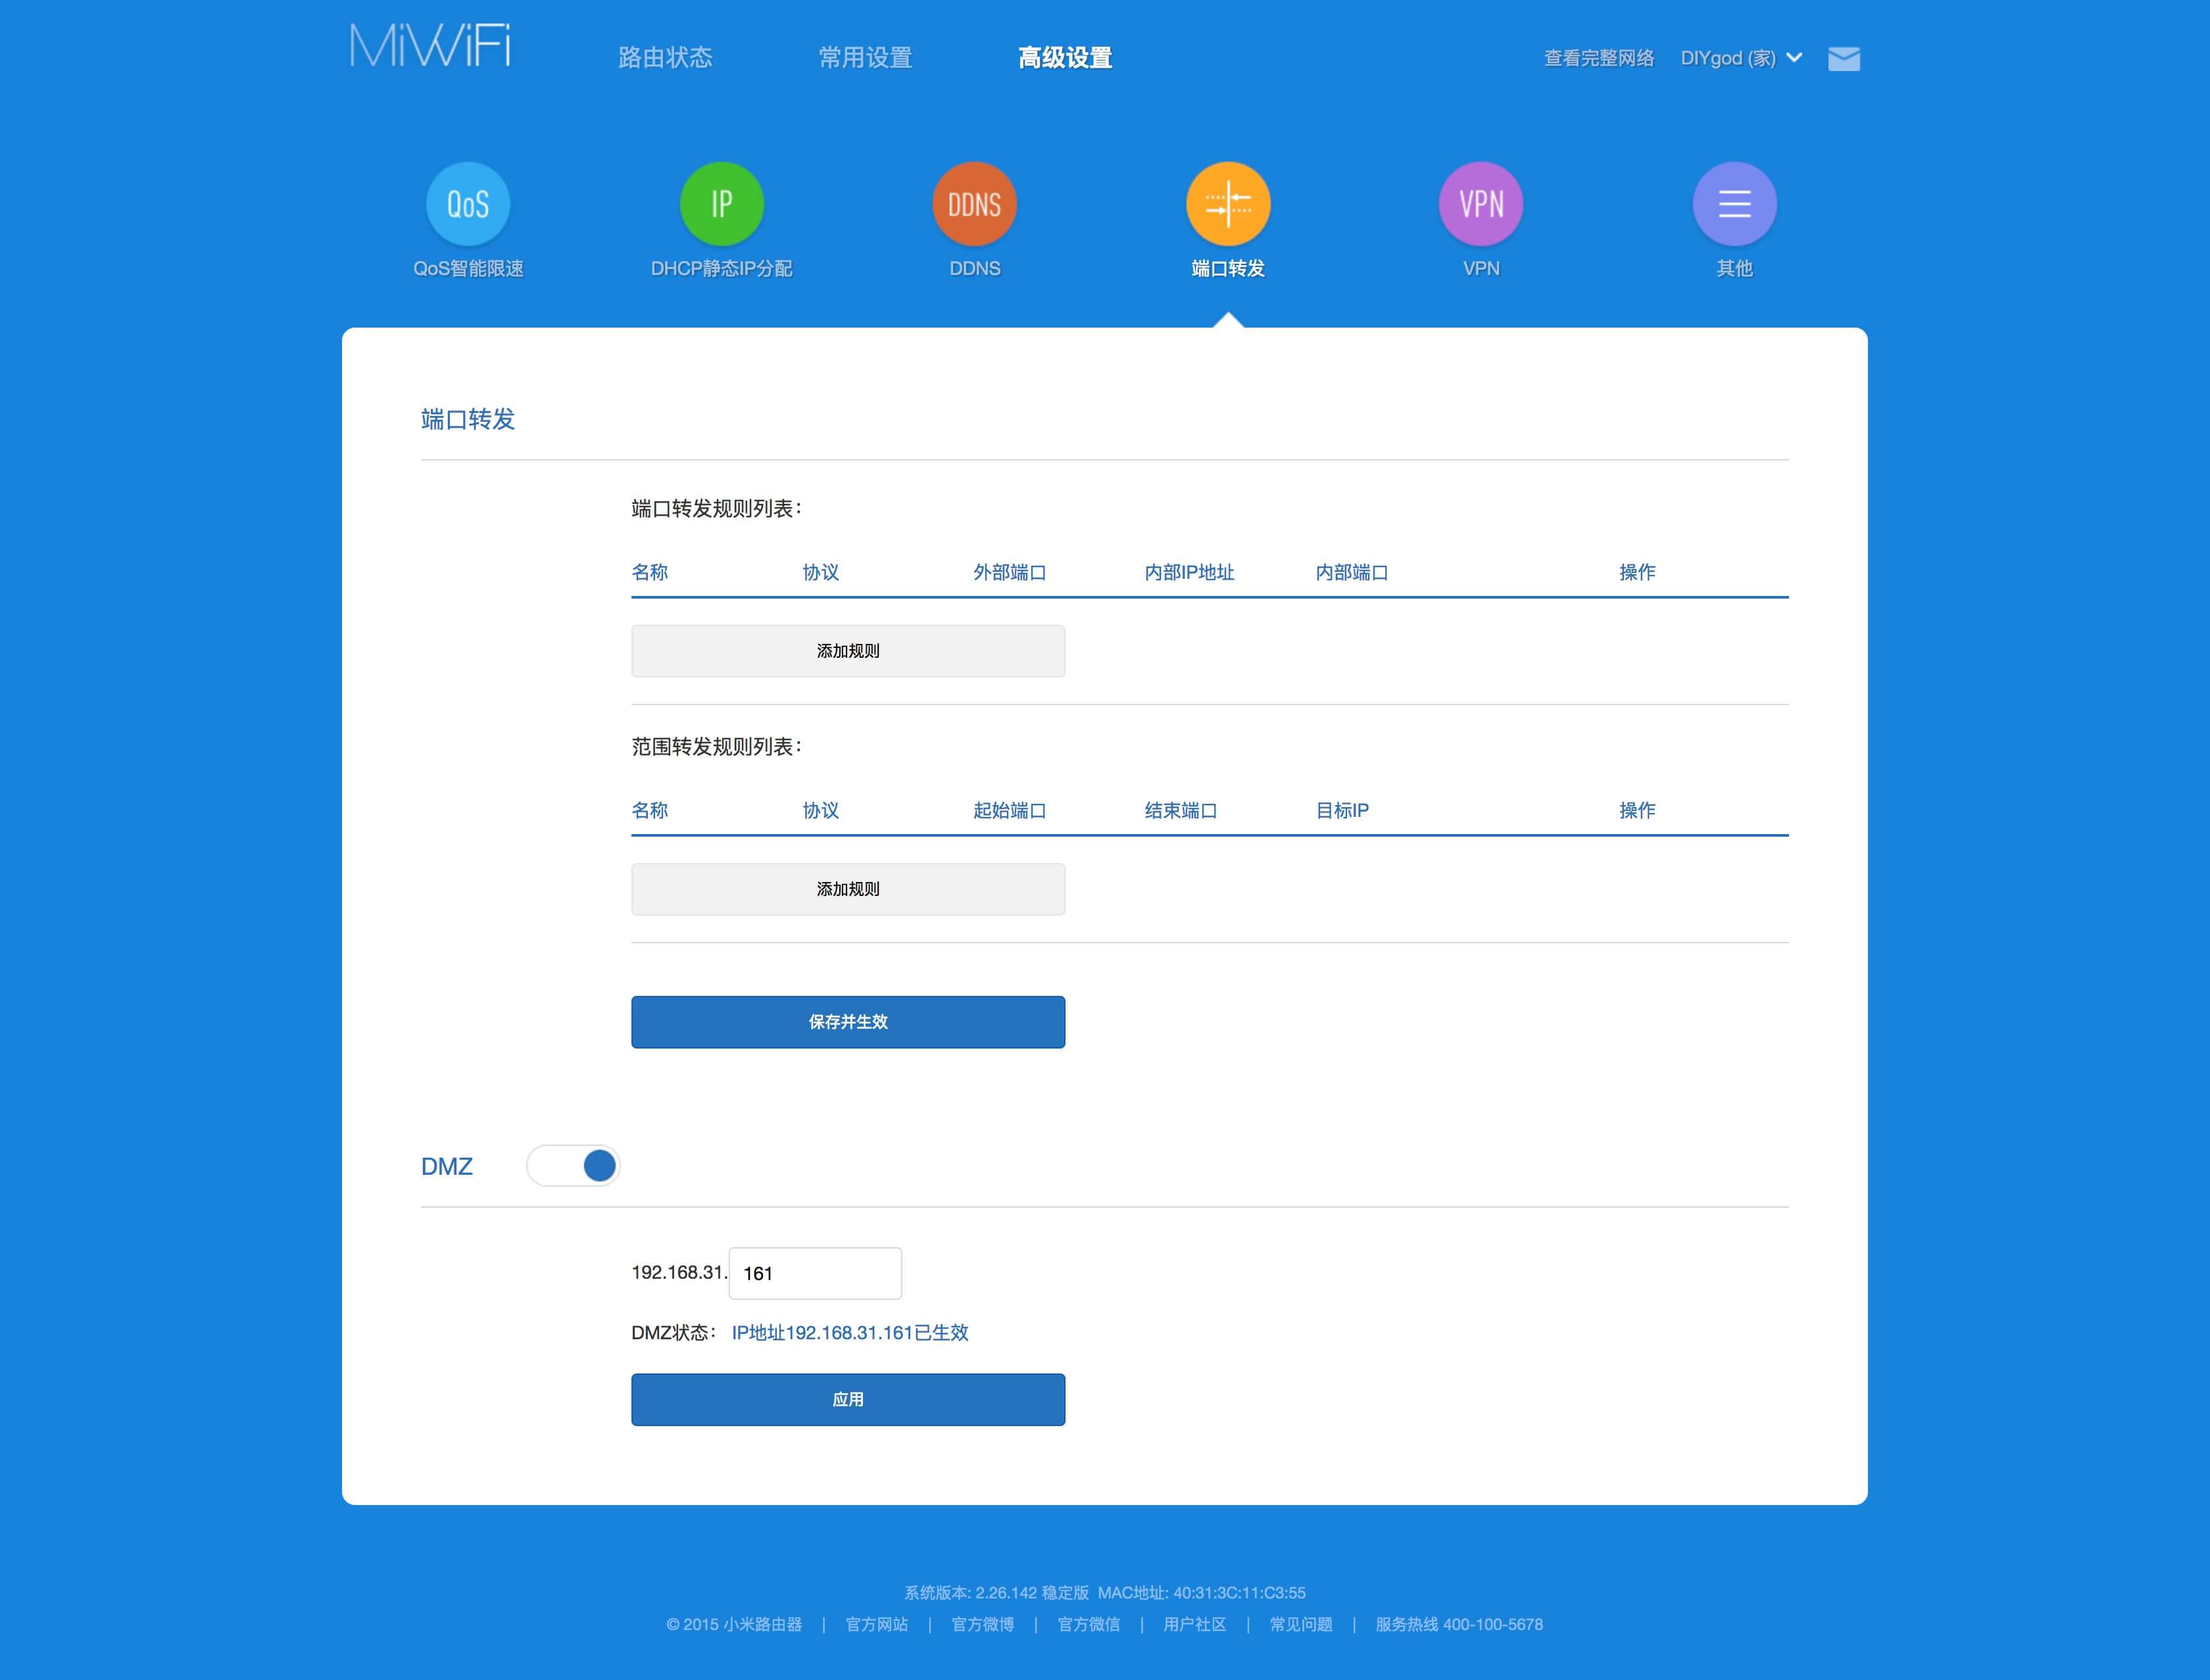 MiWiFi 路由状态 常用设置 高级设置 查看完整网络 DIYgod (家)
QoS IP DDNS VPN
QoS智能限速 DHCP静态IP分配 DDNS 端口转发 VPN 其他
端口转发
端口转发规则列表：
名称 协议 外部端口 内部IP地址 内部端口 操作
添加规则
范围转发规则列表：
名称 协议 起始端口 结束端口 目标IP 操作
添加规则
保存并生效
DMZ
192.168.31. 161
DMZ状态： IP地址192.168.31.161已生效
应用
系统版本: 2.26.142 稳定版 MAC地址: 40:31:3C:11:C3:55
© 2015 小米路由器 | 官方网站 | 官方微博 | 官方微信 | 用户社区 | 常见问题 | 服务热线 400-100-5678